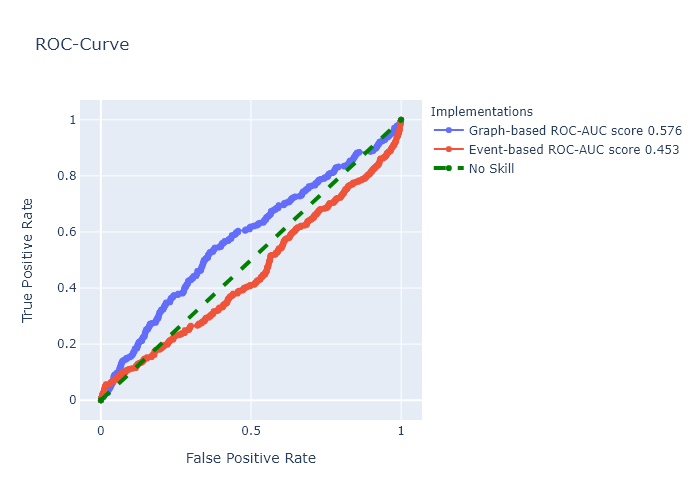 ROC-Curve
Implementations
Graph-based ROC-AUC score 0.576
Event-based ROC-AUC score 0.453
No Skill
True Positive Rate
1
0.8
0.6
0.4
0.2
0
0
0.5
1
False Positive Rate